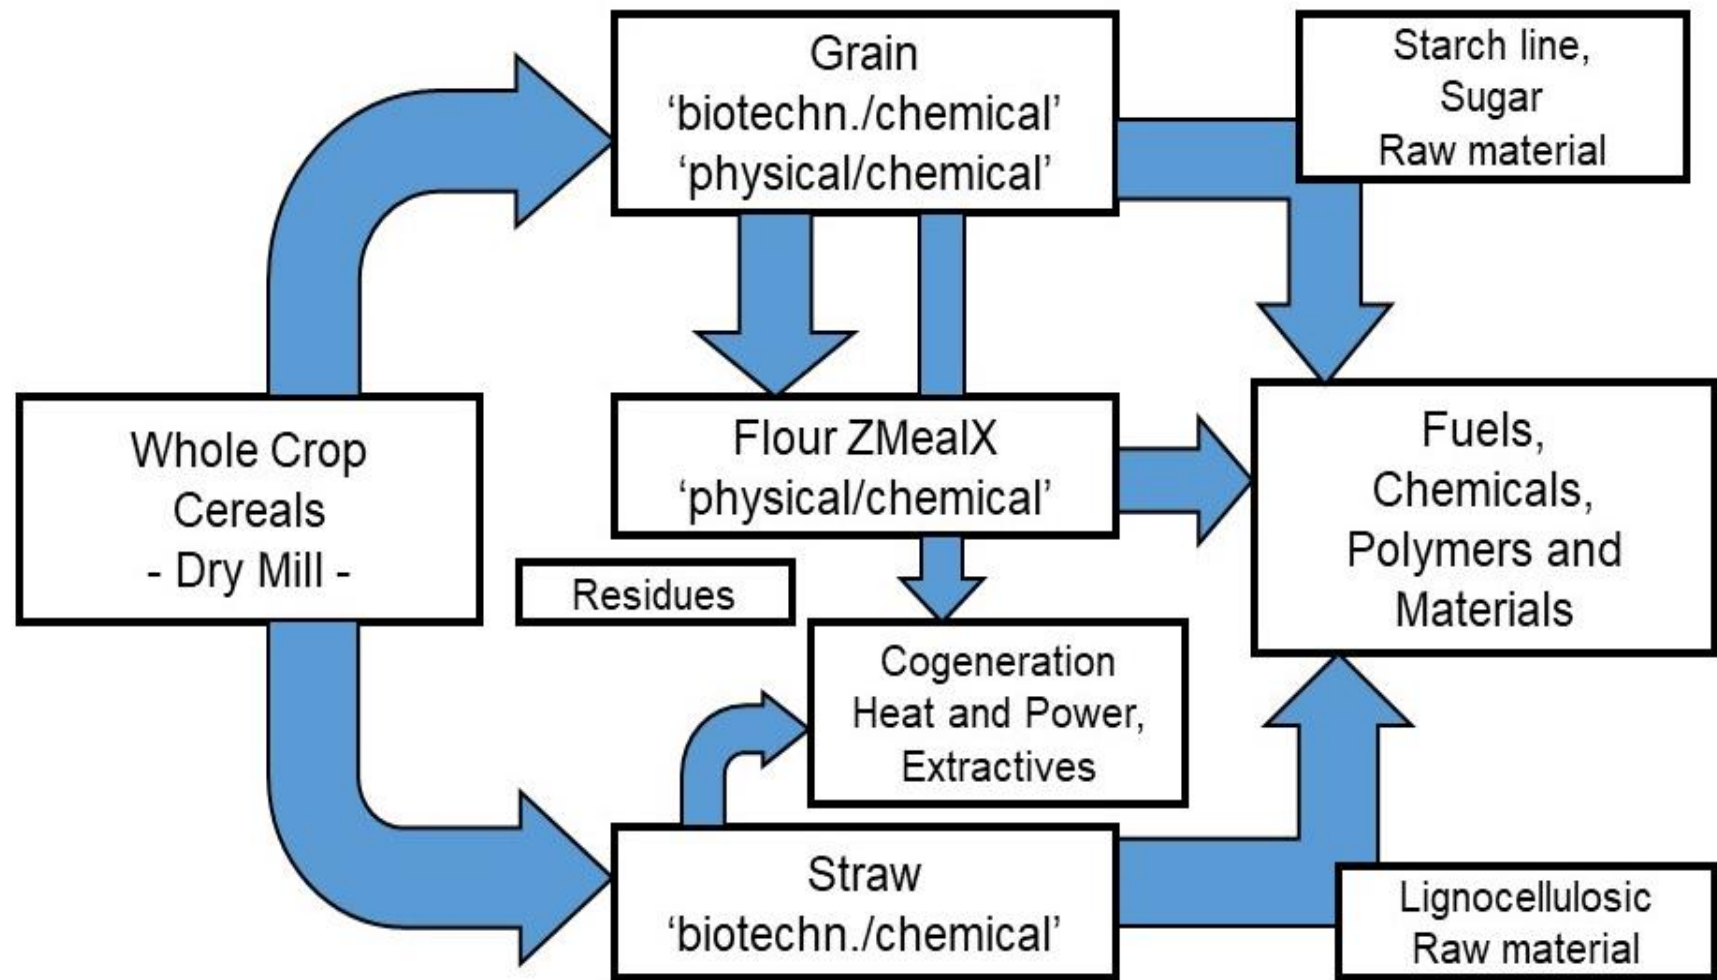 Grain
‘biotechn./chemical’
‘physical/chemical’
Starch line,
Sugar
Raw material
Whole Crop
Cereals
- Dry Mill -
Flour ZMealX
‘physical/chemical’
Fuels,
Chemicals,
Polymers and
Materials
Residues
Cogeneration
Heat and Power,
Extractives
Straw
‘biotechn./chemical’
Lignocellulosic
Raw material